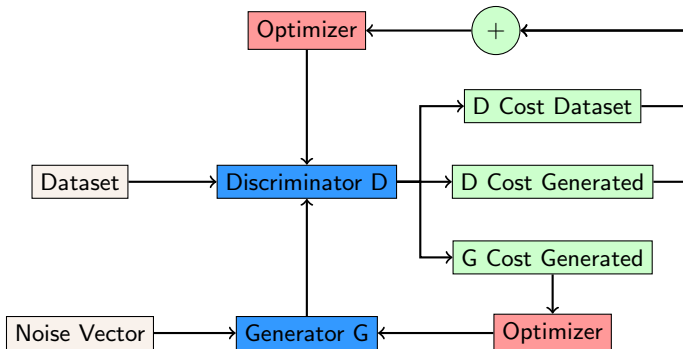 Optimizer
+
D Cost Dataset
Dataset
Discriminator D
D Cost Generated
G Cost Generated
Noise Vector
Generator G
Optimizer